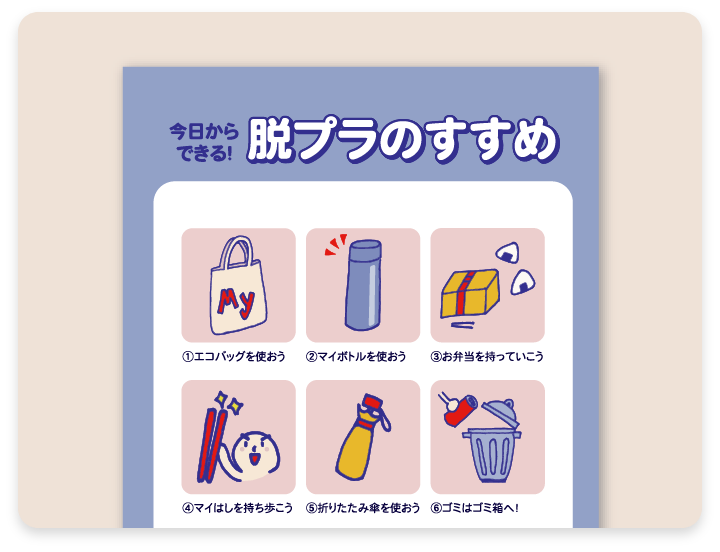 今日から
できる!
脱プラのすすめ
My
①エコバッグを使おう
②マイボトルを使おう
③お弁当を持っていこう
④マイはしを持ち歩こう
⑤折りたたみ傘を使おう
⑥ゴミはゴミ箱へ!